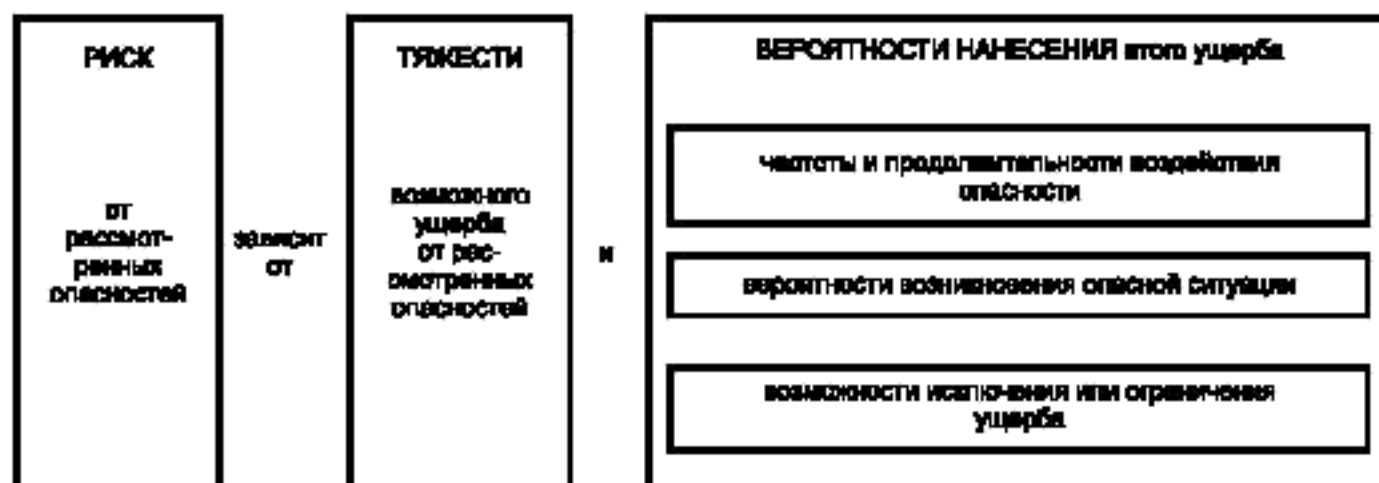 РИСК
от
рассмот-
ренных
опасностей
зависит
от
ТЯЖЕСТИ
возможного
ущерба
от рас-
смотренных
опасностей
и
ВЕРОЯТНОСТИ НАНЕСЕНИЯ этого ущерба
частоты и продолжительности воздействия
опасности
вероятности возникновения опасной ситуации
возможности исключения или ограничения
ущерба